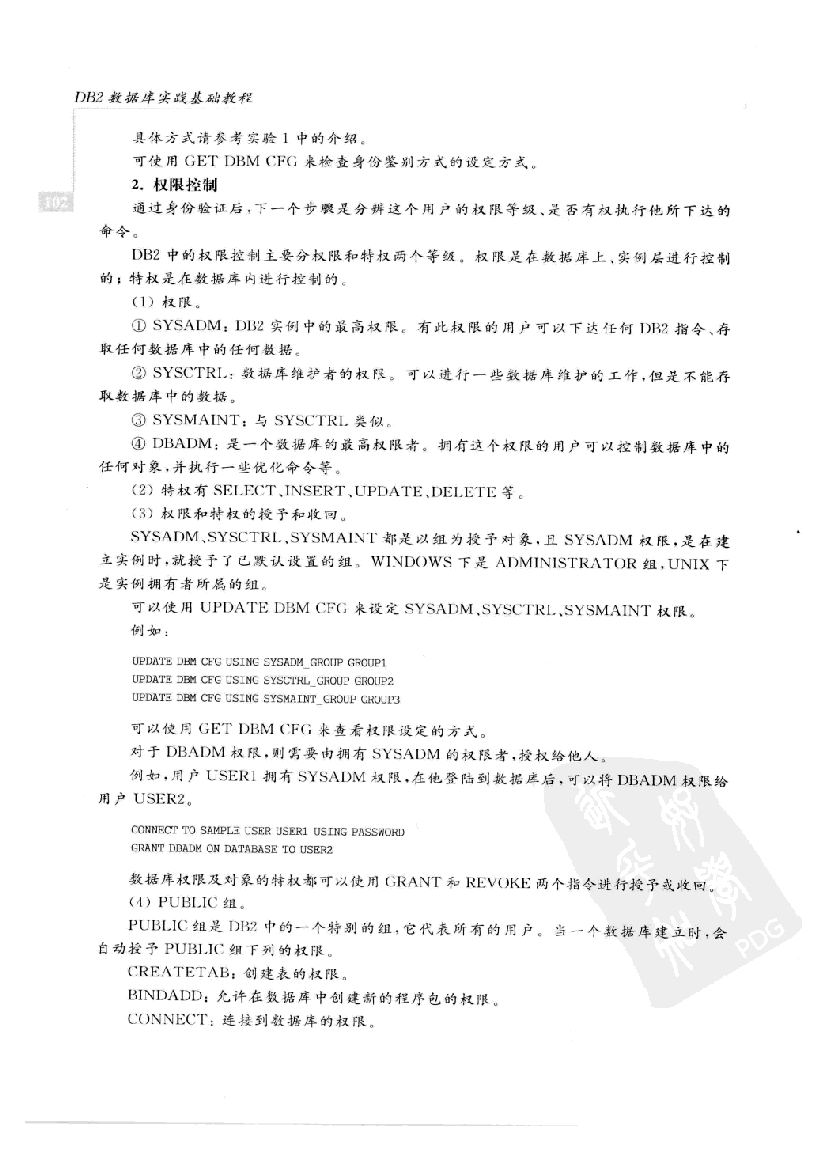 DB2 数据库实践基础教程
具体方式请参考实验 1 中的介绍。
可使用 GET DBM CFG 来检查身份鉴别方式的设定方式。
102
2. 权限控制
通过身份验证后,下一个步骤是分辨这个用户的权限等级、是否有权执行他所下达的
命令。
DB2 中的权限控制主要分权限和特权两个等级。权限是在数据库上、实例层进行控制
的;特权是在数据库内进行控制的。
(1) 权限。
① SYSADM:DB2 实例中的最高权限。有此权限的用户可以下达任何 DB2 指令、存
取任何数据库中的任何数据。
② SYSCTRL:数据库维护者的权限。可以进行一些数据库维护的工作,但是不能存
取数据库中的数据。
③ SYSMAINT:与 SYSCTRL 类似。
④ DBADM:是一个数据库的最高权限者。拥有这个权限的用户可以控制数据库中的
任何对象,并执行一些优化命令等。
(2) 特权有 SELECT、INSERT、UPDATE、DELETE 等。
(3) 权限和特权的授予和收回。
SYSADM、SYSCTRL、SYSMAINT 都是以组为授予对象,且 SYSADM 权限,是在建
立实例时,就授予了已默认设置的组。WINDOWS 下是 ADMINISTRATOR 组,UNIX 下
是实例拥有者所属的组。
可以使用 UPDATE DBM CFG 来设定 SYSADM、SYSCTRL、SYSMAINT 权限。
例如:
UPDATE DBM CFG USING SYSADM_GROUP GROUP1
UPDATE DBM CFG USING SYSCTRL_GROUP GROUP2
UPDATE DBM CFG USING SYSMAINT_GROUP GROUP3
可以使用 GET DBM CFG 来查看权限设定的方式。
对于 DBADM 权限,则需要由拥有 SYSADM 的权限者,授权给他人。
例如,用户 USER1 拥有 SYSADM 权限,在他登陆到数据库后,可以将 DBADM 权限给
用户 USER2。
CONNECT TO SAMPLE USER USER1 USING PASSWORD
GRANT DBADM ON DATABASE TO USER2
数据库权限及对象的特权都可以使用 GRANT 和 REVOKE 两个指令进行授予或收回。
(4) PUBLIC 组。
PUBLIC 组是 DB2 中的一个特别的组,它代表所有的用户。当一个数据库建立时,会
自动授予 PUBLIC 组下列的权限。
CREATETAB:创建表的权限。
BINDADD:允许在数据库中创建新的程序包的权限。
CONNECT:连接到数据库的权限。
PDG